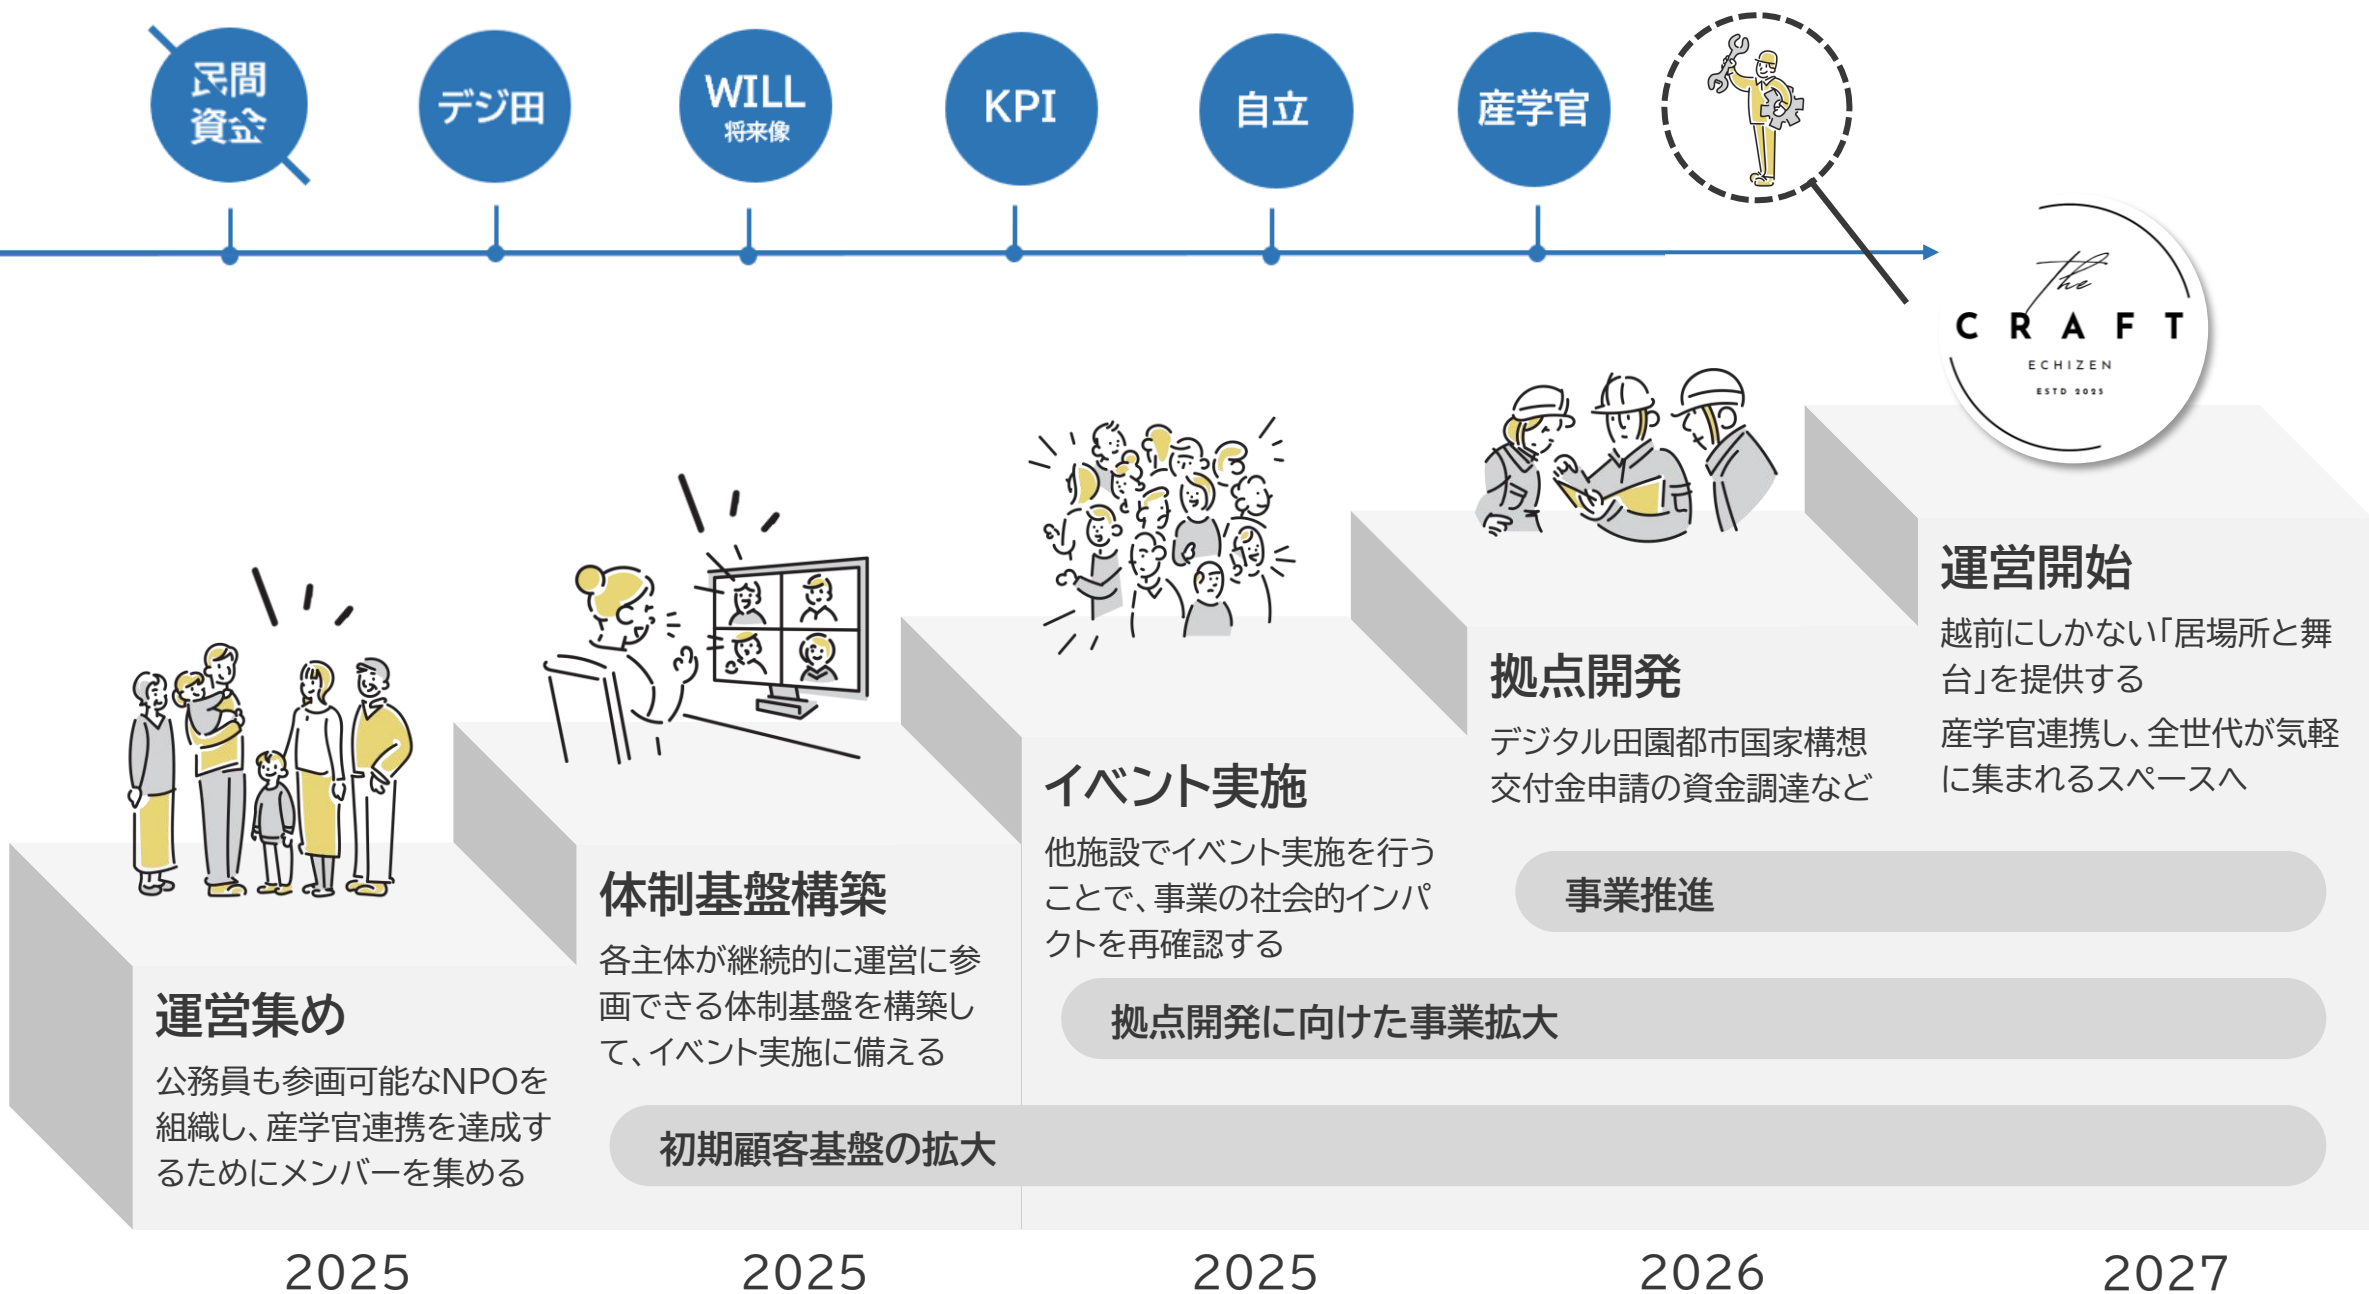 民間
資金
デジ田
WILL
将来像
KPI
自立
産学官
the
CRAFT
ECHIZEN
ESTD 2025
運営集め
公務員も参画可能なNPOを
組織し、産学官連携を達成す
るためにメンバーを集める
体制基盤構築
各主体が継続的に運営に参
画できる体制基盤を構築し
て、イベント実施に備える
イベント実施
他施設でイベント実施を行う
ことで、事業の社会的インパ
クトを再確認する
拠点開発
デジタル田園都市国家構想
交付金申請の資金調達など
運営開始
越前にしかない「居場所と舞
台」を提供する
産学官連携し、全世代が気軽
に集まれるスペースへ
事業推進
拠点開発に向けた事業拡大
初期顧客基盤の拡大
2025
2025
2025
2026
2027